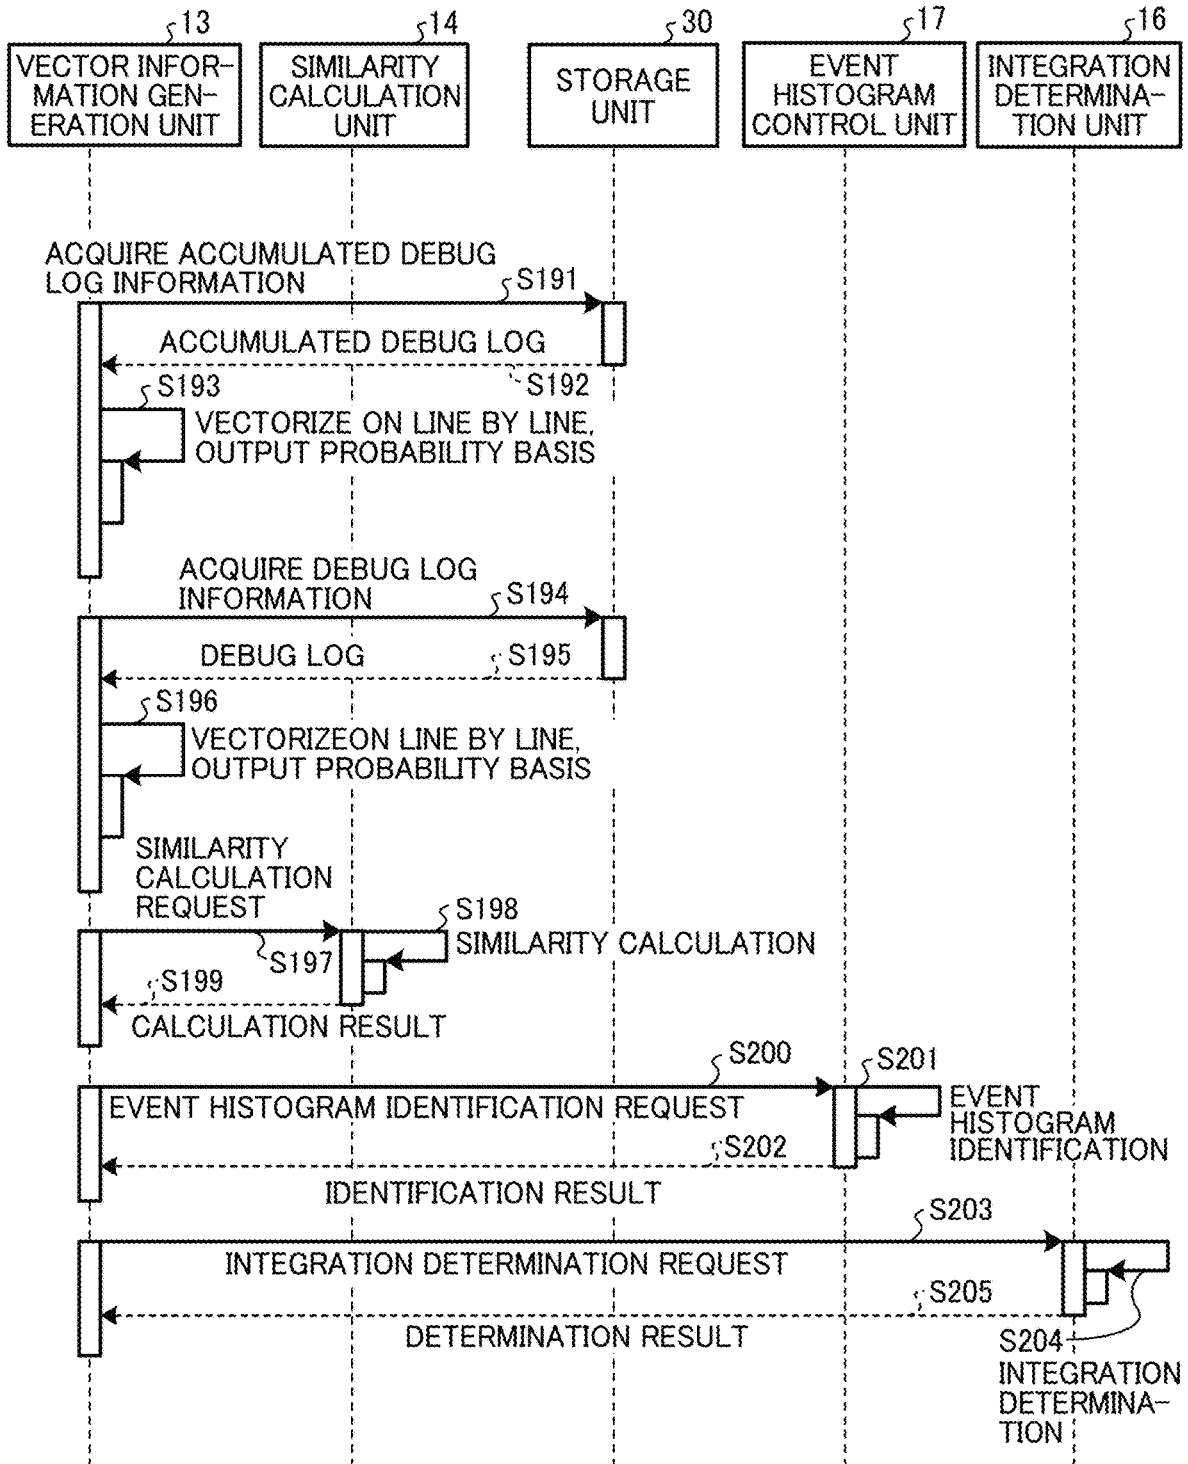 13
14
30
17
16
VECTOR INFOR-
MATION GEN-
ERATION UNIT
SIMILARITY
CALCULATION
UNIT
STORAGE
UNIT
EVENT
HISTOGRAM
CONTROL UNIT
INTEGRATION
DETERMINA-
TION UNIT
ACQUIRE ACCUMULATED DEBUG
LOG INFORMATION
S191
ACCUMULATED DEBUG LOG
S192
S193
VECTORIZE ON LINE BY LINE,
OUTPUT PROBABILITY BASIS
ACQUIRE DEBUG LOG
INFORMATION
S194
DEBUG LOG
S195
S196
VECTORIZEON LINE BY LINE,
OUTPUT PROBABILITY BASIS
SIMILARITY
CALCULATION
REQUEST
S197
S198
SIMILARITY CALCULATION
S199
CALCULATION RESULT
S200
S201
EVENT HISTOGRAM IDENTIFICATION REQUEST
EVENT
HISTOGRAM
IDENTIFICATION
S202
IDENTIFICATION RESULT
S203
INTEGRATION DETERMINATION REQUEST
S205
DETERMINATION RESULT
S204
INTEGRATION
DETERMINA-
TION